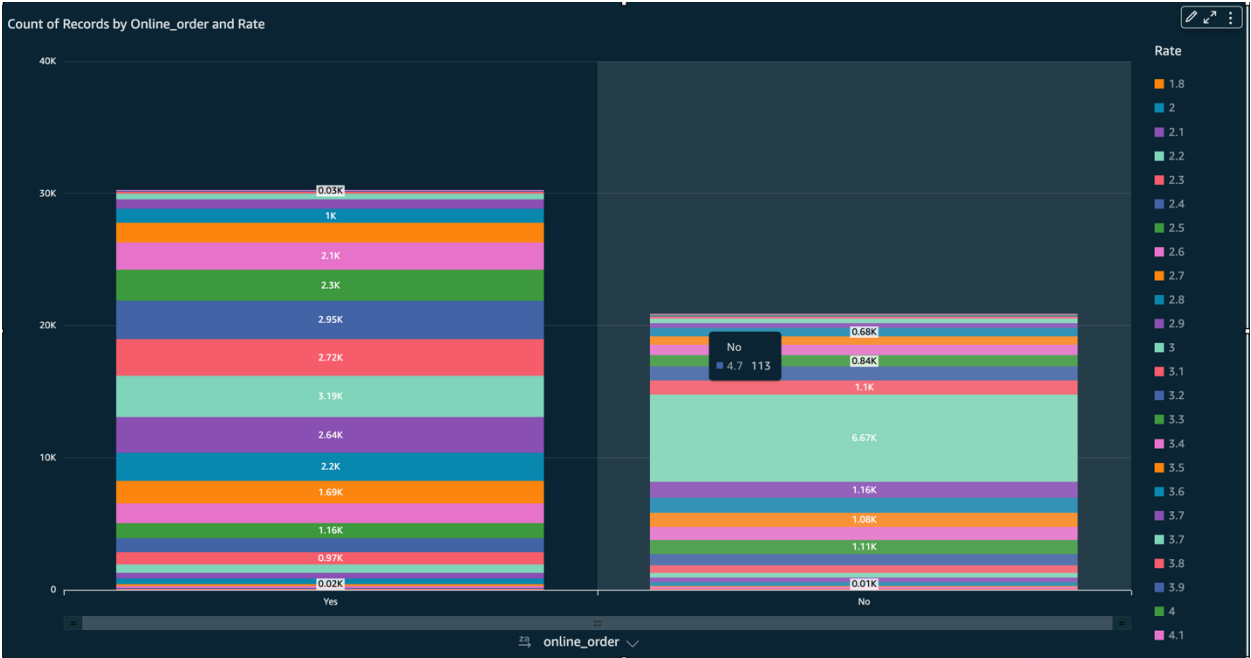 Count of Records by Online_order and Rate
Rate
40K
30K
20K
10K
0
0.03K
1K
2.1K
2.3K
2.95K
2.72K
3.19K
2.64K
2.2K
1.69K
1.16K
0.97K
0.02K
0.68K
0.84K
1.1K
6.67K
1.16K
1.08K
1.11K
0.01K
No
4.7 113
Yes
No
za
online_order
1.8
2
2.1
2.2
2.3
2.4
2.5
2.6
2.7
2.8
2.9
3
3.1
3.2
3.3
3.4
3.5
3.6
3.7
3.7
3.8
3.9
4
4.1